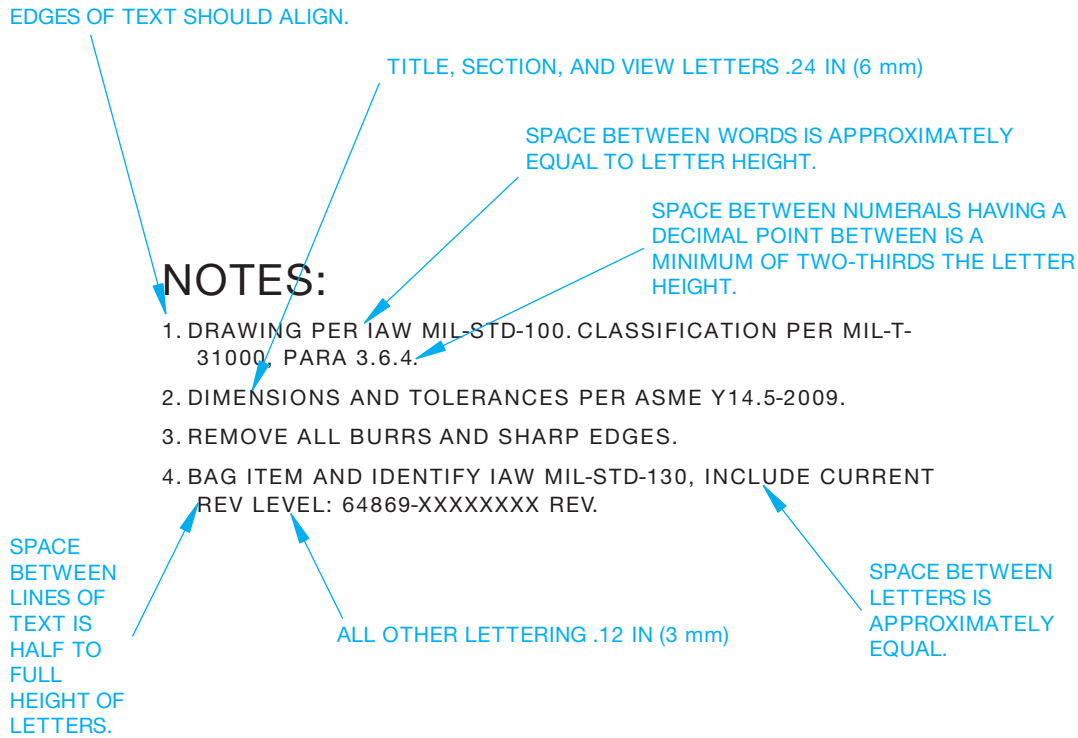 EDGES OF TEXT SHOULD ALIGN.
TITLE, SECTION, AND VIEW LETTERS .24 IN (6 mm)
SPACE BETWEEN WORDS IS APPROXIMATELY
EQUAL TO LETTER HEIGHT.
SPACE BETWEEN NUMERALS HAVING A
DECIMAL POINT BETWEEN IS A
MINIMUM OF TWO-THIRDS THE LETTER
HEIGHT.
NOTES:
1. DRAWING PER IAW MIL-STD-100. CLASSIFICATION PER MIL-T-
31000, PARA 3.6.4.
2. DIMENSIONS AND TOLERANCES PER ASME Y14.5-2009.
3. REMOVE ALL BURRS AND SHARP EDGES.
4. BAG ITEM AND IDENTIFY IAW MIL-STD-130, INCLUDE CURRENT
REV LEVEL: 64869-XXXXXXXX REV.
SPACE
BETWEEN
LINES OF
TEXT IS
HALF TO
FULL
HEIGHT OF
LETTERS.
ALL OTHER LETTERING .12 IN (3 mm)
SPACE BETWEEN
LETTERS IS
APPROXIMATELY
EQUAL.